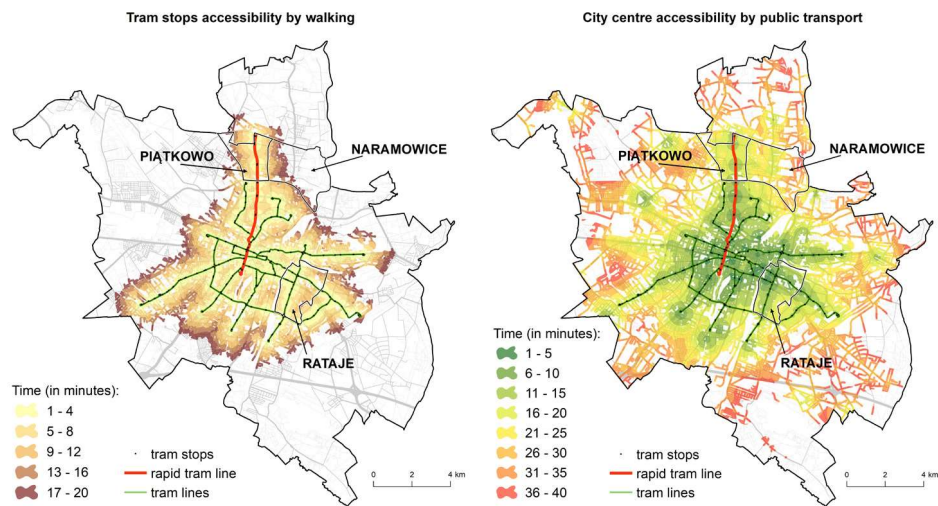 Tram stops accessibility by walking
PIĄTKOWO
NARAMOWICE
RATAJE
Time (in minutes):
1 - 4
5 - 8
9 - 12
13 - 16
17 - 20
tram stops
rapid tram line
tram lines
0 2 4 km
City centre accessibility by public transport
PIĄTKOWO
NARAMOWICE
RATAJE
Time (in minutes):
1 - 5
6 - 10
11 - 15
16 - 20
21 - 25
26 - 30
31 - 35
36 - 40
tram stops
rapid tram line
tram lines
0 2 4 km